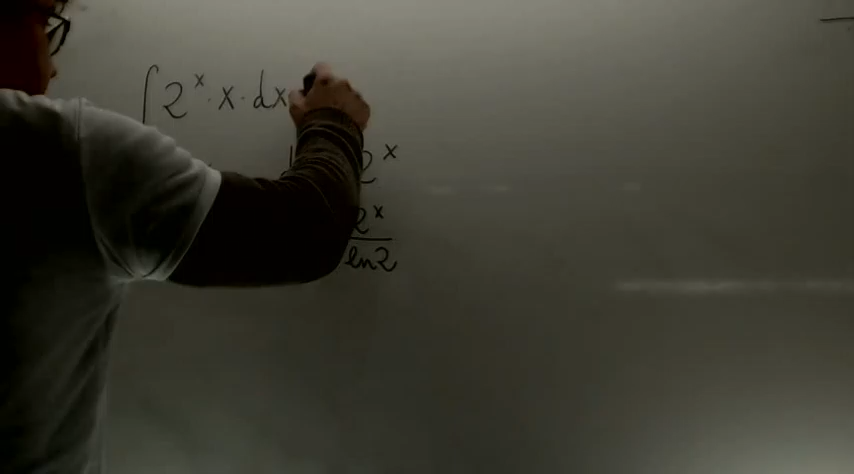 ∫ 2ˣ · x · dx
2ˣ
2ˣ
ln2